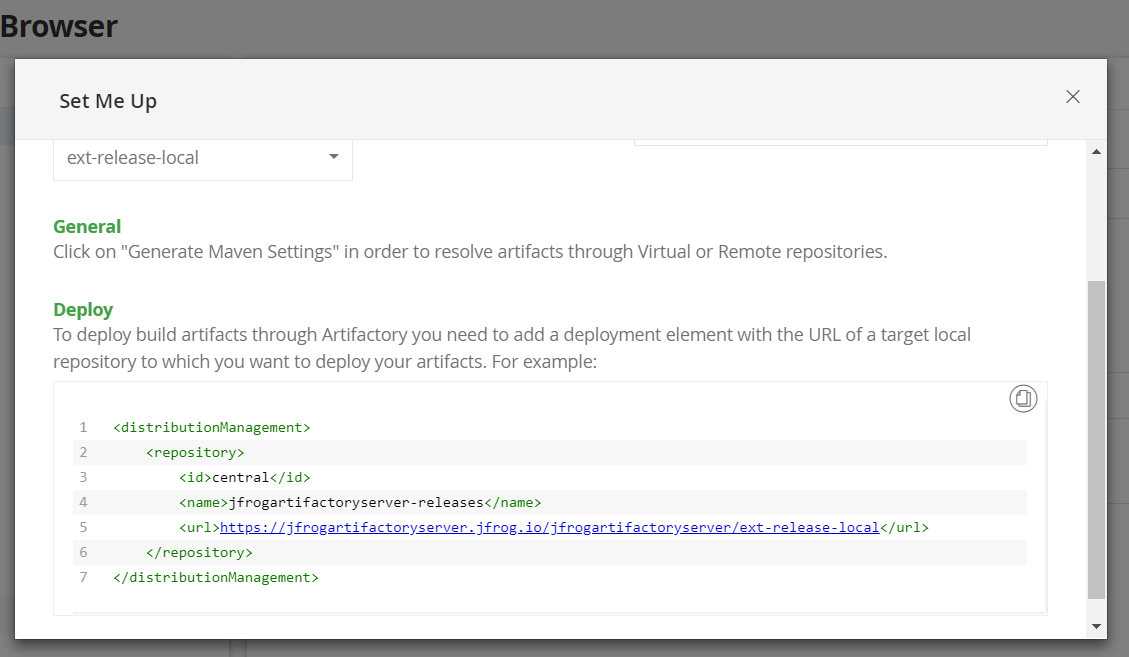 Browser
Set Me Up
ext-release-local
General
Click on "Generate Maven Settings" in order to resolve artifacts through Virtual or Remote repositories.
Deploy
To deploy build artifacts through Artifactory you need to add a deployment element with the URL of a target local
repository to which you want to deploy your artifacts. For example:
1 <distributionManagement>
2 <repository>
3 <id>central</id>
4 <name>jfrogartifactoryserver-releases</name>
5 <url>https://jfrogartifactoryserver.jfrog.io/jfrogartifactoryserver/ext-release-local</url>
6 </repository>
7 </distributionManagement>